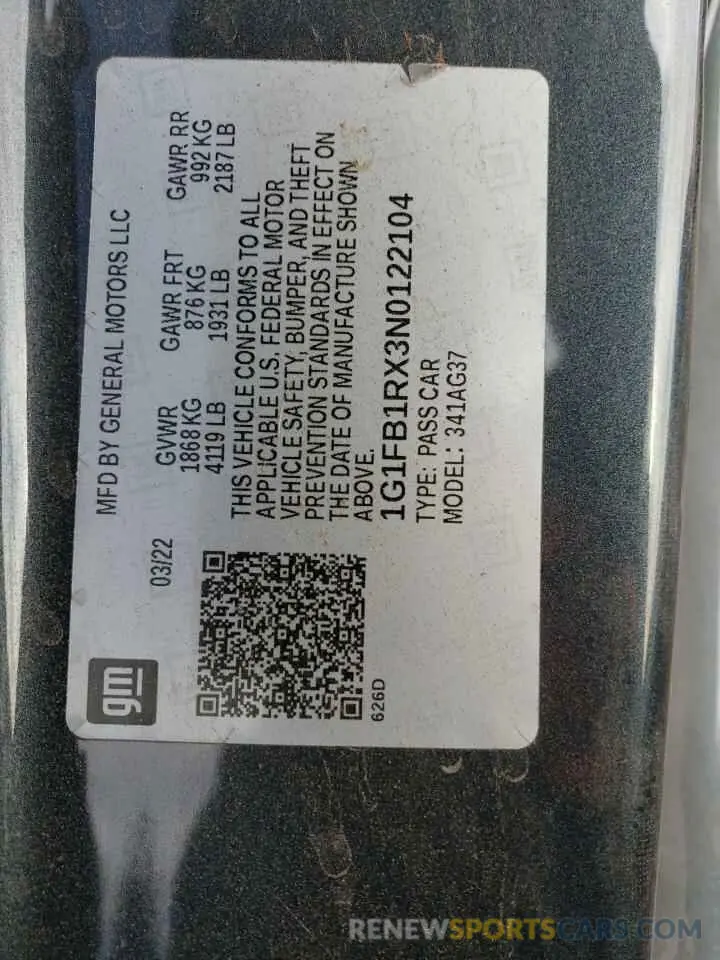 gm
MFD BY GENERAL MOTORS LLC
03/22
GVWR GAWR FRT GAWR RR
1868 KG 876 KG 992 KG
4119 LB 1931 LB 2187 LB
THIS VEHICLE CONFORMS TO ALL
APPLICABLE U.S. FEDERAL MOTOR
VEHICLE SAFETY, BUMPER, AND THEFT
PREVENTION STANDARDS IN EFFECT ON
THE DATE OF MANUFACTURE SHOWN
ABOVE.
1G1FB1RX3N0122104
TYPE: PASS CAR
MODEL: 341AG37
626D
RENEWSPORTSCARS.COM